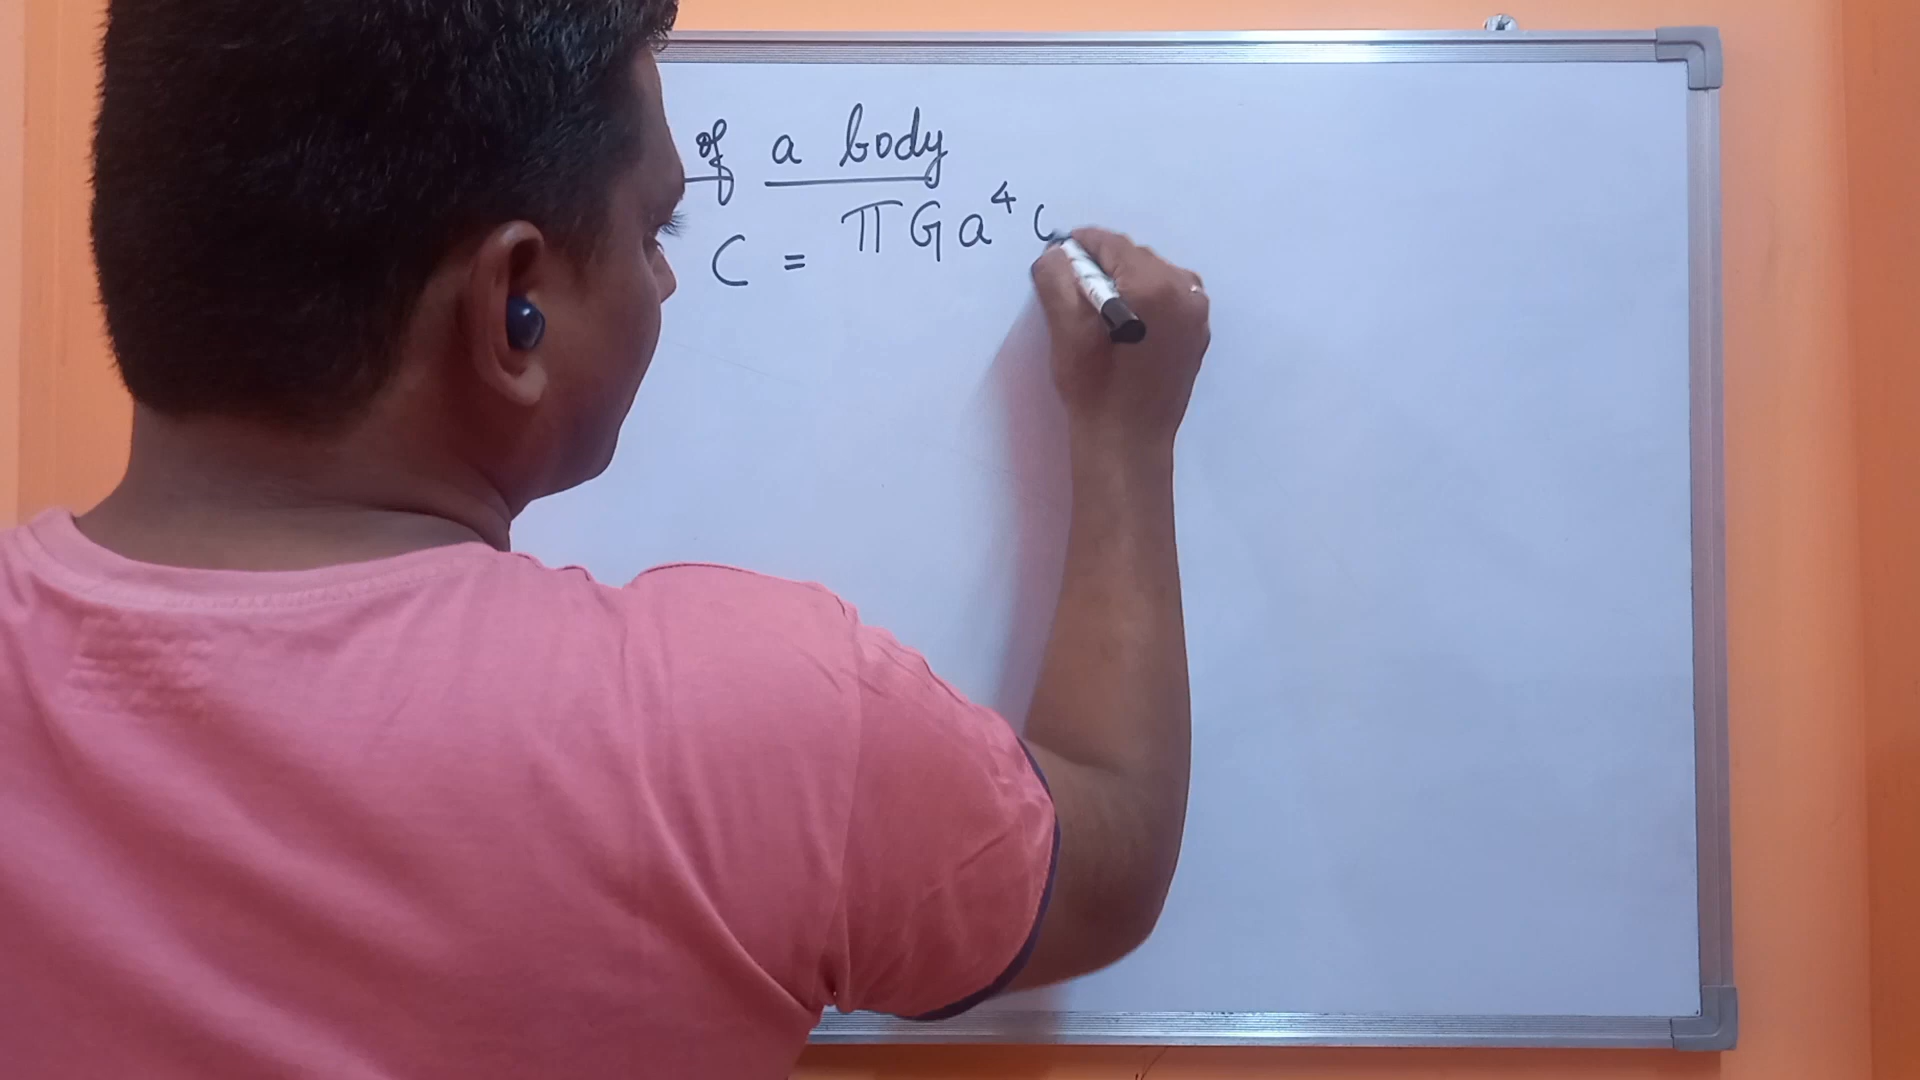 of a body
C = πGa⁴